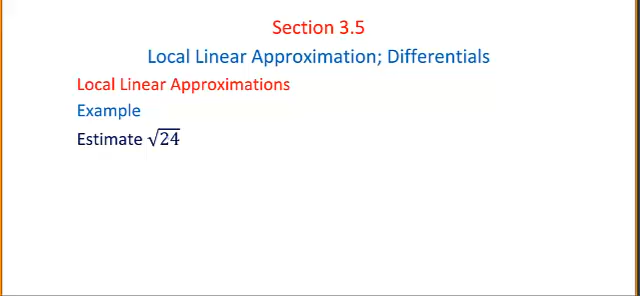 Section 3.5
Local Linear Approximation; Differentials
Local Linear Approximations
Example
Estimate √24